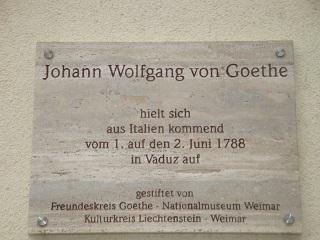 Johann Wolfgang von Goethe
hielt sich
aus Italien kommend
vom 1. auf den 2. Juni 1788
in Vaduz auf
gestiftet von
Freundeskreis Goethe - Nationalmuseum Weimar
Kulturkreis Liechtenstein - Weimar